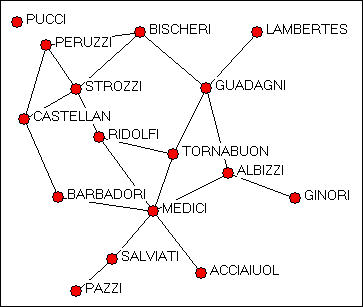 PUCCI
BISCHERI
LAMBERTES
PERUZZI
STROZZI
GUADAGNI
CASTELLAN
RIDOLFI
TORNABUON
ALBIZZI
BARBADORI
GINORI
MEDICI
SALVIATI
ACCIAIUOL
PAZZI